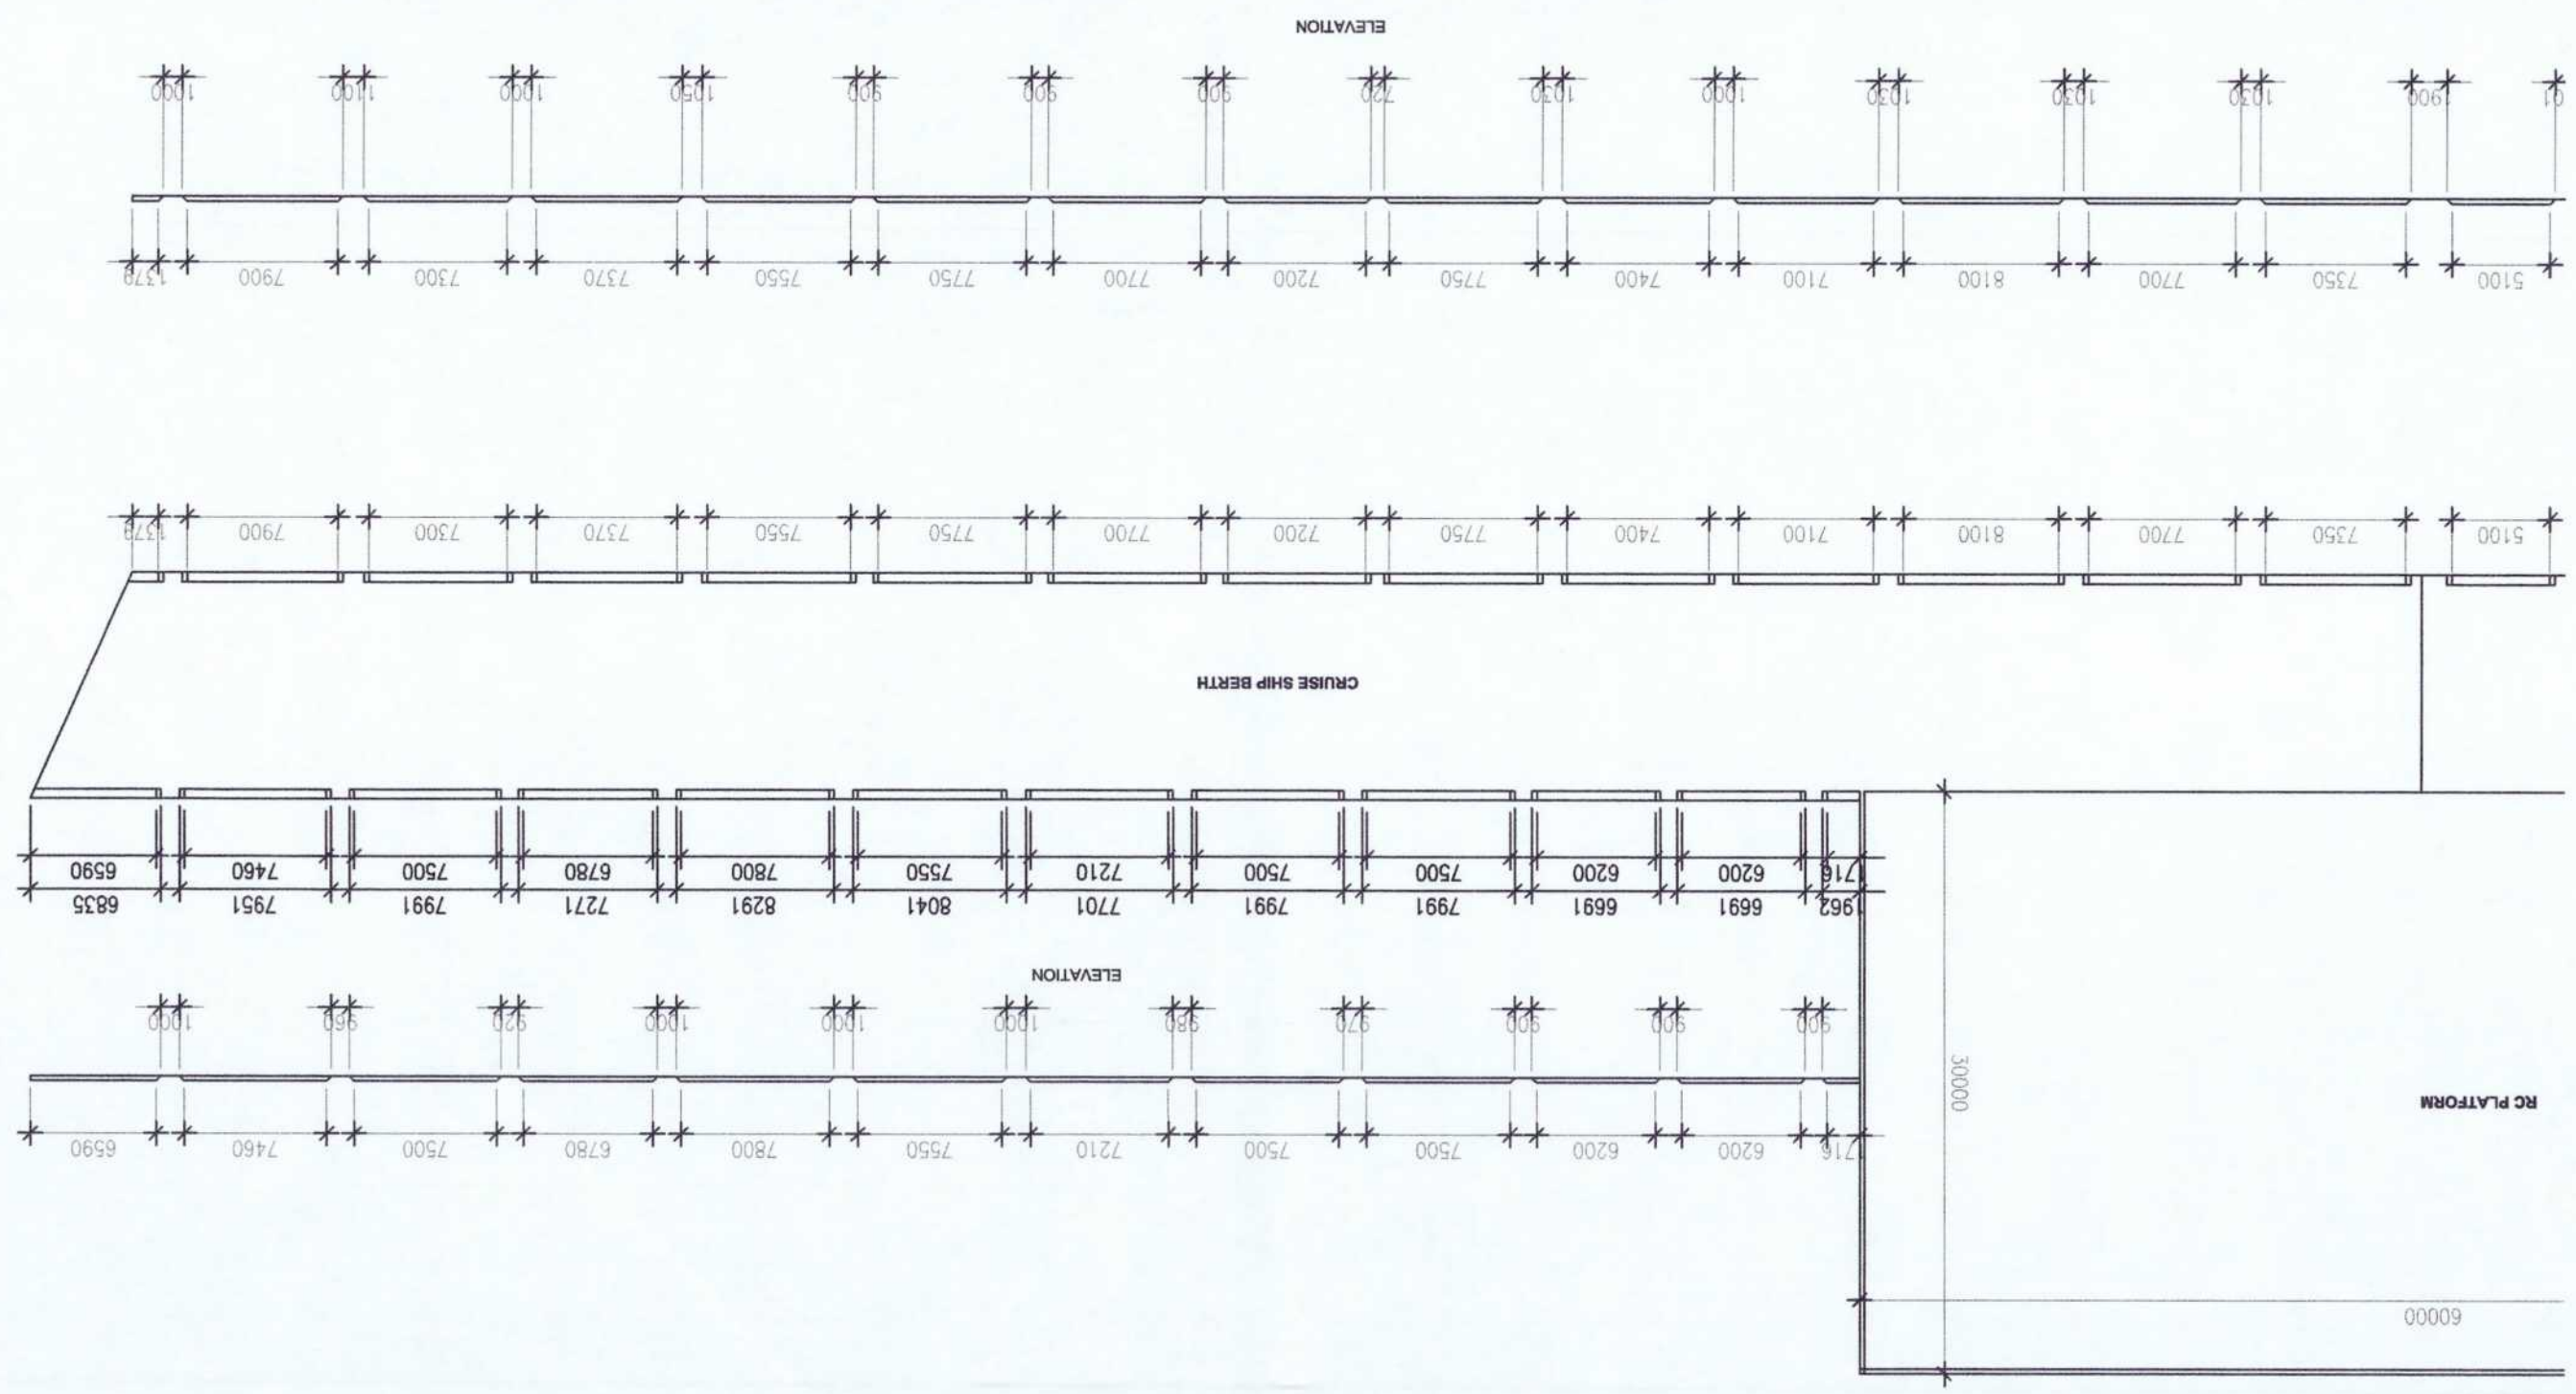 60000
RC PLATFORM
30000
1716 6200 6200 7500 7500 7210 7550 7800 6780 7500 7460 6590
900 900 900 970 980 1000 1000 1000 920 960 1000
ELEVATION
1962 6691 6691 7991 7991 7701 8041 8291 7271 7991 7951 6835
1716 6200 6200 7500 7500 7210 7550 7800 6780 7500 7460 6590
CRUISE SHIP BERTH
5100 7350 7700 8100 7100 7400 7750 7200 7700 7750 7550 7370 7300 7900 1379
5100 7350 7700 8100 7100 7400 7750 7200 7700 7750 7550 7370 7300 7900 1379
1900 1030 1030 1030 1000 1030 720 900 900 900 1050 1000 1100 1000
ELEVATION